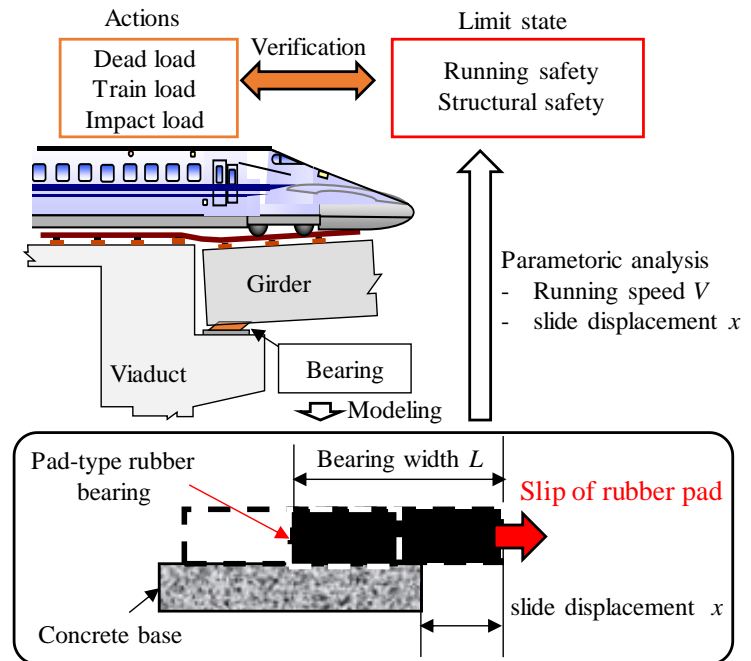 Actions
Dead load
Train load
Impact load
Verification
Limit state
Running safety
Structural safety
Girder
Viaduct
Bearing
Modeling
Parametoric analysis
- Running speed V
- slide displacement x
Bearing width L
Pad-type rubber
bearing
Slip of rubber pad
slide displacement x
Concrete base